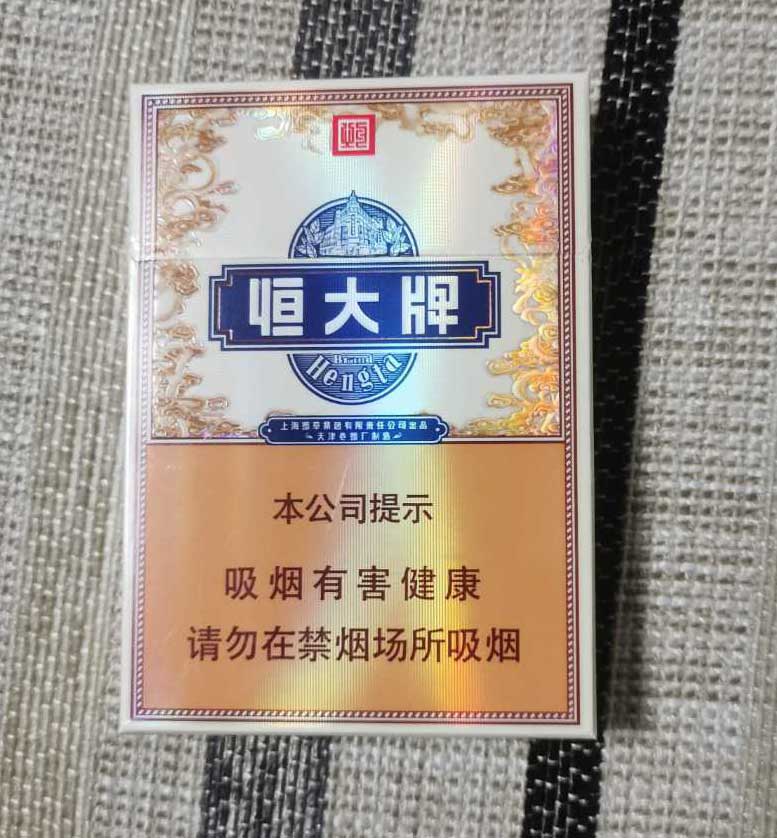 恒
恒大牌
Brand
Hengta
上海烟草集团有限责任公司出品
天津卷烟厂制造
本公司提示
吸烟有害健康
请勿在禁烟场所吸烟